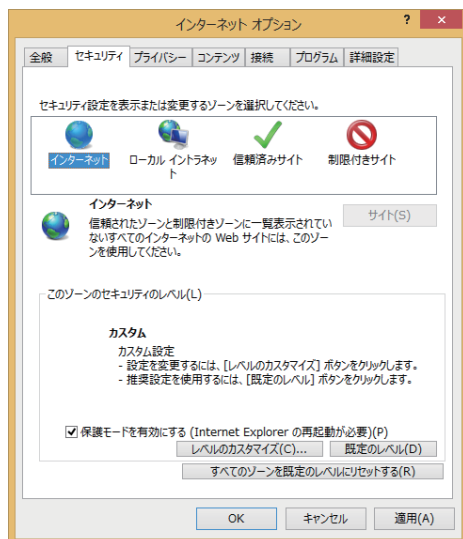 インターネット オプション
? ×
全般 セキュリティ プライバシー コンテンツ 接続 プログラム 詳細設定
セキュリティ設定を表示または変更するゾーンを選択してください。
インターネット ローカル イントラネッ 信頼済みサイト 制限付きサイト
ト
インターネット
サイト(S)
信頼されたゾーンと制限付きゾーンに一覧表示されてい
ないすべてのインターネットの Web サイトには、このゾー
ンを使用してください。
このゾーンのセキュリティのレベル(L)
カスタム
カスタム設定
- 設定を変更するには、[レベルのカスタマイズ] ボタンをクリックします。
- 推奨設定を使用するには、[既定のレベル] ボタンをクリックします。
保護モードを有効にする (Internet Explorer の再起動が必要)(P)
レベルのカスタマイズ(C)... 既定のレベル(D)
すべてのゾーンを既定のレベルにリセットする(R)
OK キャンセル 適用(A)